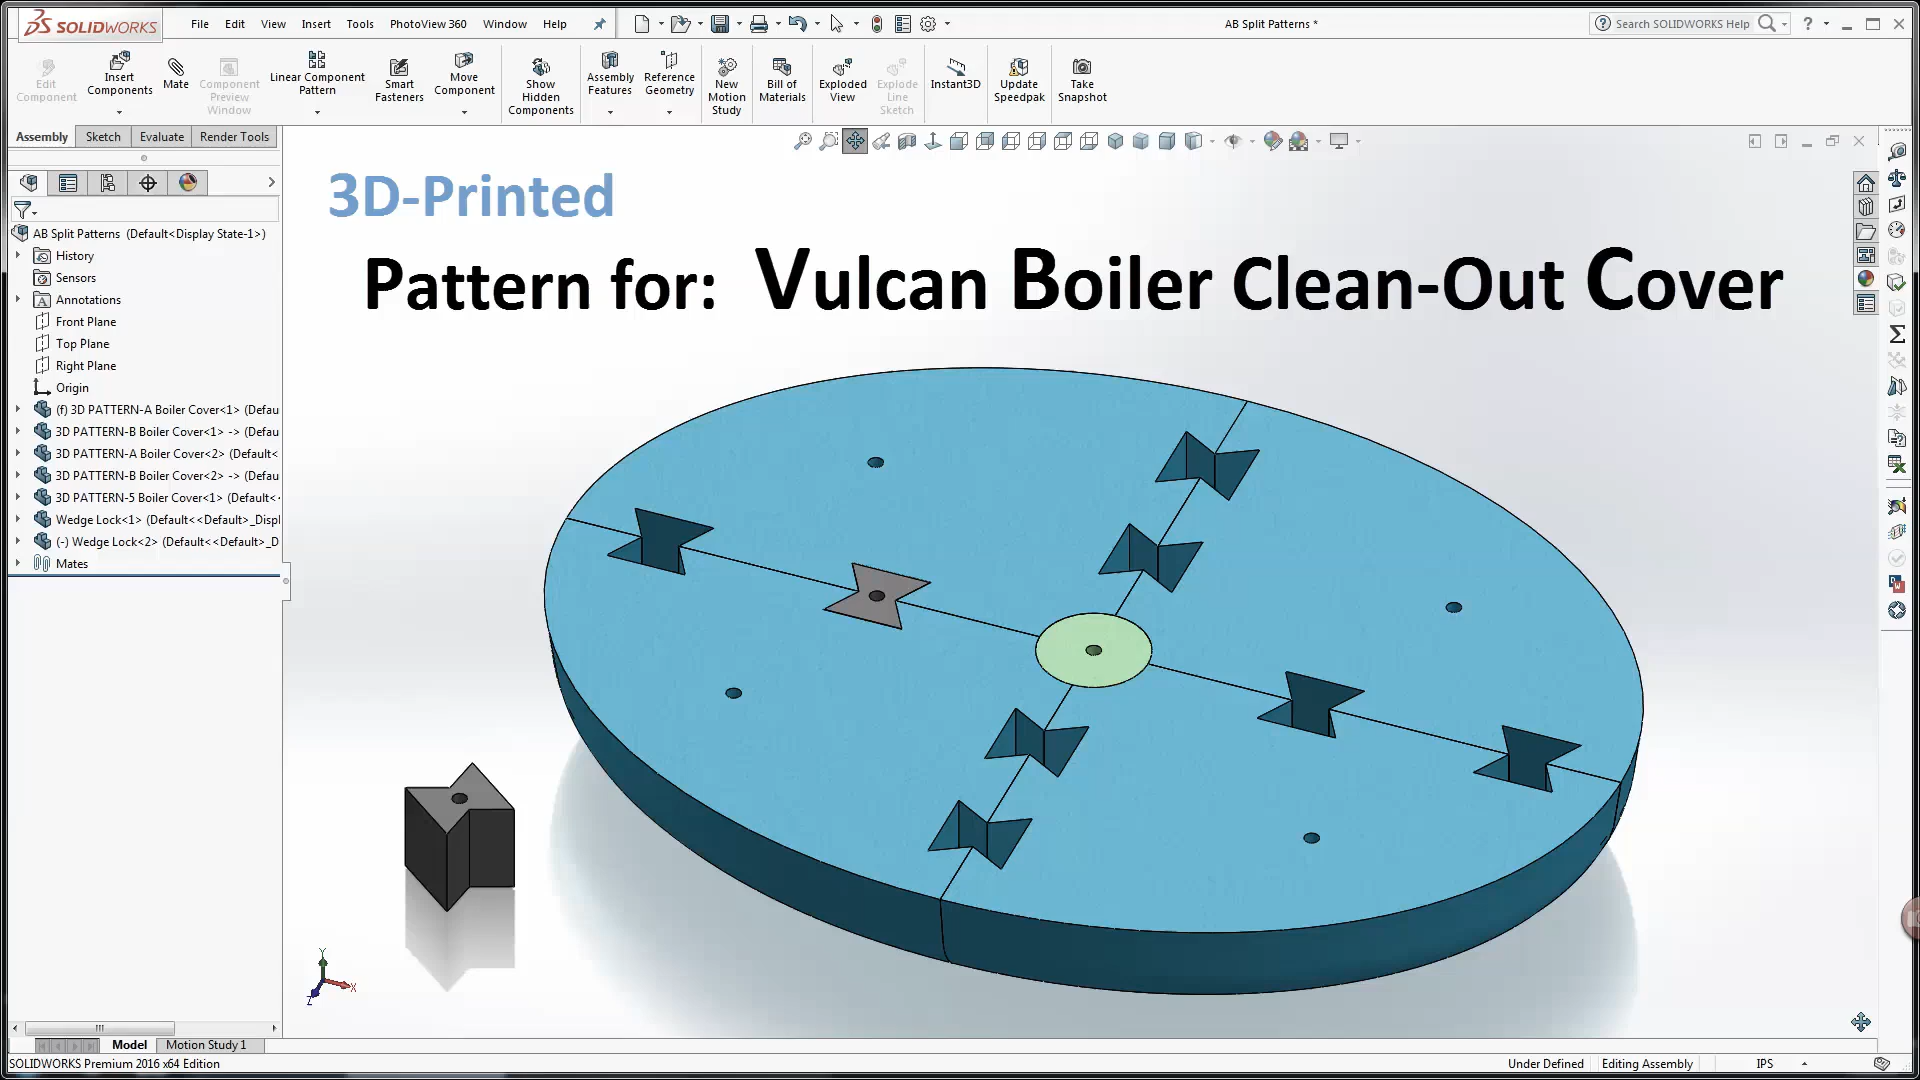 SOLIDWORKS File Edit View Insert Tools PhotoView 360 Window Help AB Split Patterns * Search SOLIDWORKS Help
Edit Component
Insert Components
Mate
Component Preview Window
Linear Component Pattern
Smart Fasteners
Move Component
Show Hidden Components
Assembly Features
Reference Geometry
New Motion Study
Bill of Materials
Exploded View
Explode Line Sketch
Instant3D
Update Speedpak
Take Snapshot
Assembly Sketch Evaluate Render Tools
AB Split Patterns (Default<Display State-1>)
History
Sensors
Annotations
Front Plane
Top Plane
Right Plane
Origin
(f) 3D PATTERN-A Boiler Cover<1> (Defau
3D PATTERN-B Boiler Cover<1> -> (Defau
3D PATTERN-A Boiler Cover<2> (Default<
3D PATTERN-B Boiler Cover<2> -> (Defau
3D PATTERN-5 Boiler Cover<1> (Default<
Wedge Lock<1> (Default<<Default>_Displ
(-) Wedge Lock<2> (Default<<Default>_D
Mates
3D-Printed
Pattern for: Vulcan Boiler Clean-Out Cover
Y
X
Z
Model Motion Study 1
SOLIDWORKS Premium 2016 x64 Edition Under Defined Editing Assembly IPS